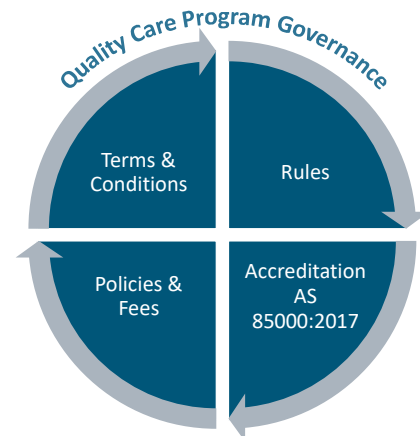 Quality Care Program Governance
Terms &
Conditions
Rules
Policies &
Fees
Accreditation
AS
85000:2017